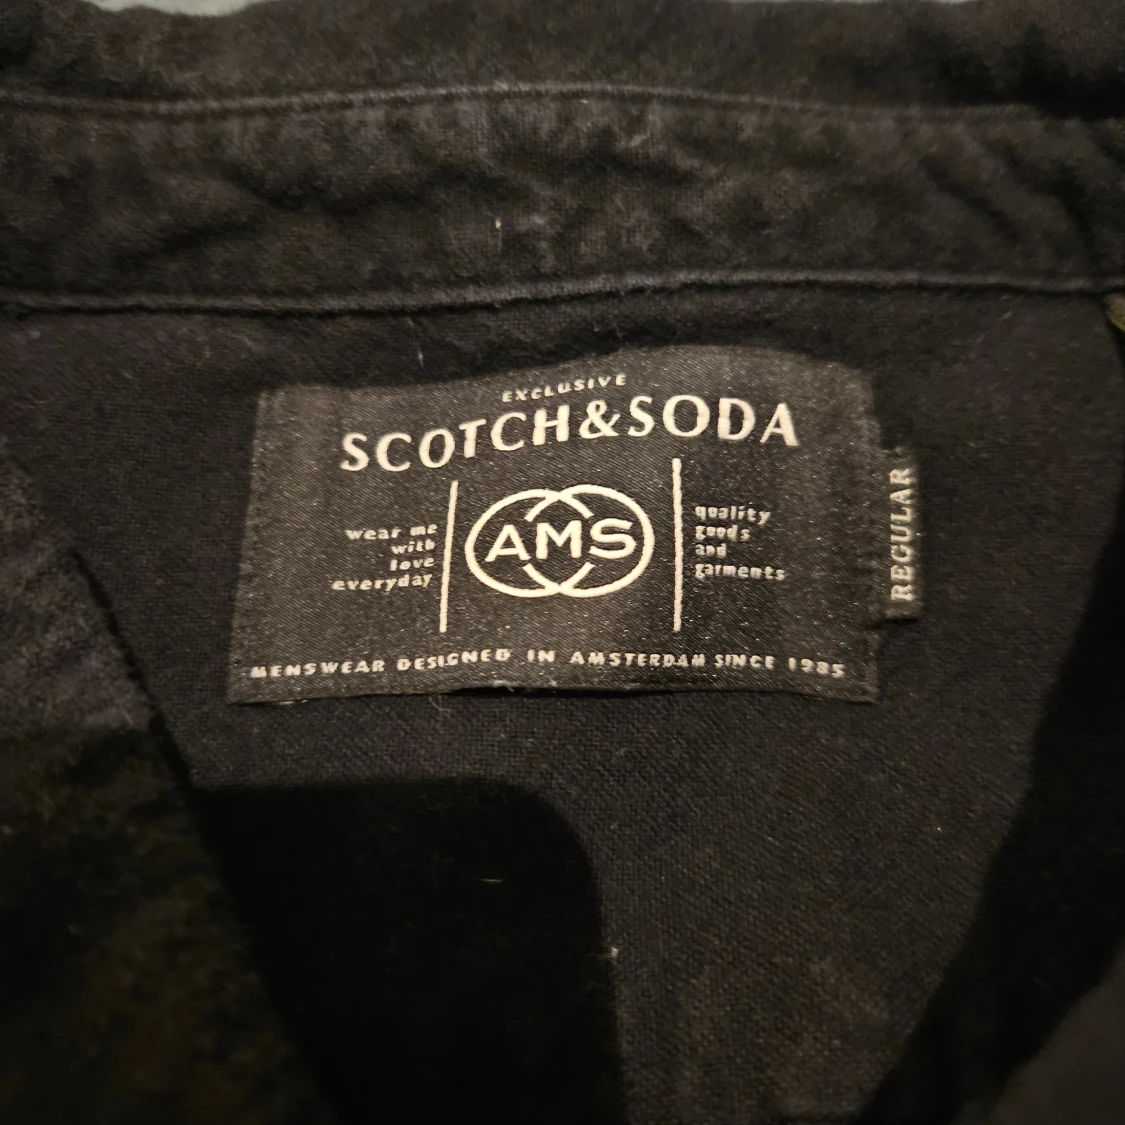 EXCLUSIVE
SCOTCH&SODA
wear me
with
love
everyday
AMS
quality
goods
and
garments
MENSWEAR DESIGNED IN AMSTERDAM SINCE 1985
REGULAR